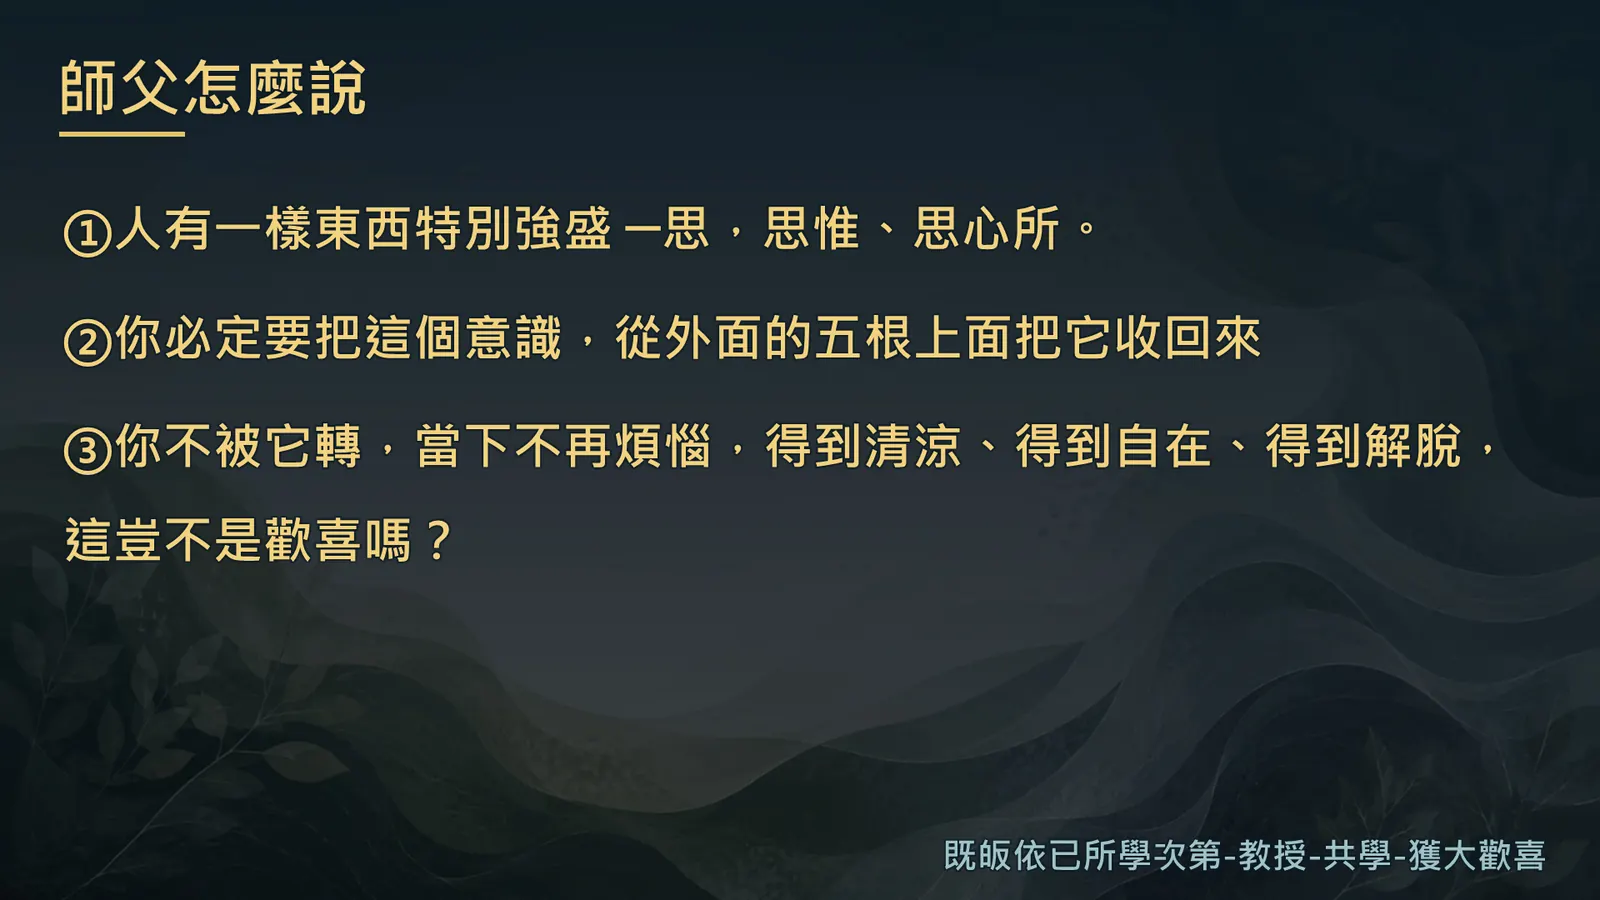 師父怎麼說
①人有一樣東西特別強盛 ─思，思惟、思心所。
②你必定要把這個意識，從外面的五根上面把它收回來
③你不被它轉，當下不再煩惱，得到清涼、得到自在、得到解脫，
這豈不是歡喜嗎？
既皈依已所學次第-教授-共學-獲大歡喜